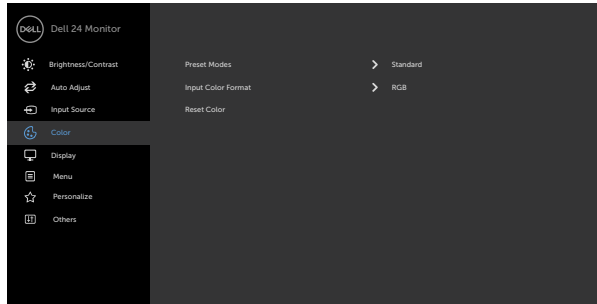 DELL Dell 24 Monitor
Brightness/Contrast Preset Modes Standard
Auto Adjust Input Color Format RGB
Input Source Reset Color
Color
Display
Menu
Personalize
Others